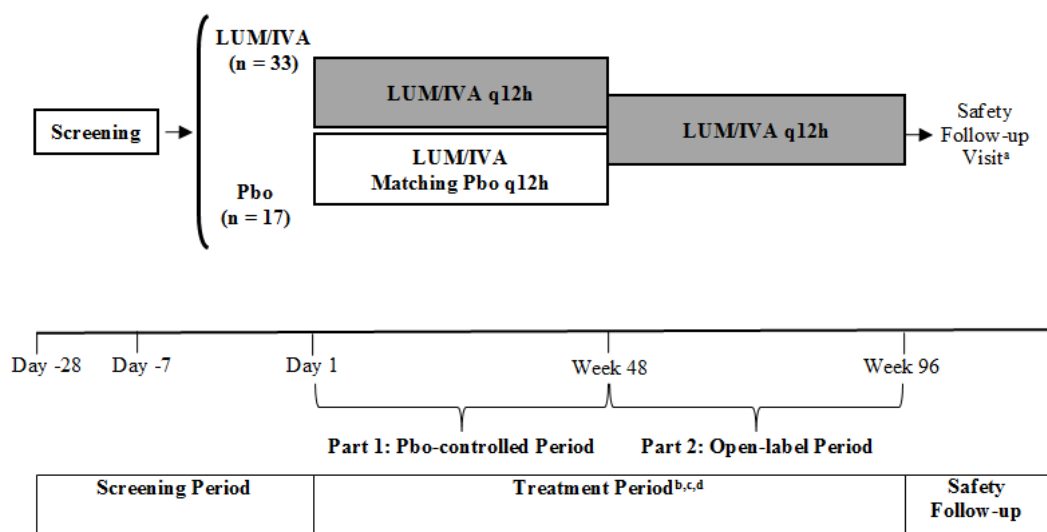 LUM/IVA
(n = 33)
LUM/IVA q12h
Screening
LUM/IVA q12h
Safety
Follow-up
Visitᵃ
LUM/IVA
Matching Pbo q12h
Pbo
(n = 17)
Day -28
Day -7
Day 1
Week 48
Week 96
Part 1: Pbo-controlled Period
Part 2: Open-label Period
Screening Period
Treatment Periodᵇ,ᶜ,ᵈ
Safety
Follow-up